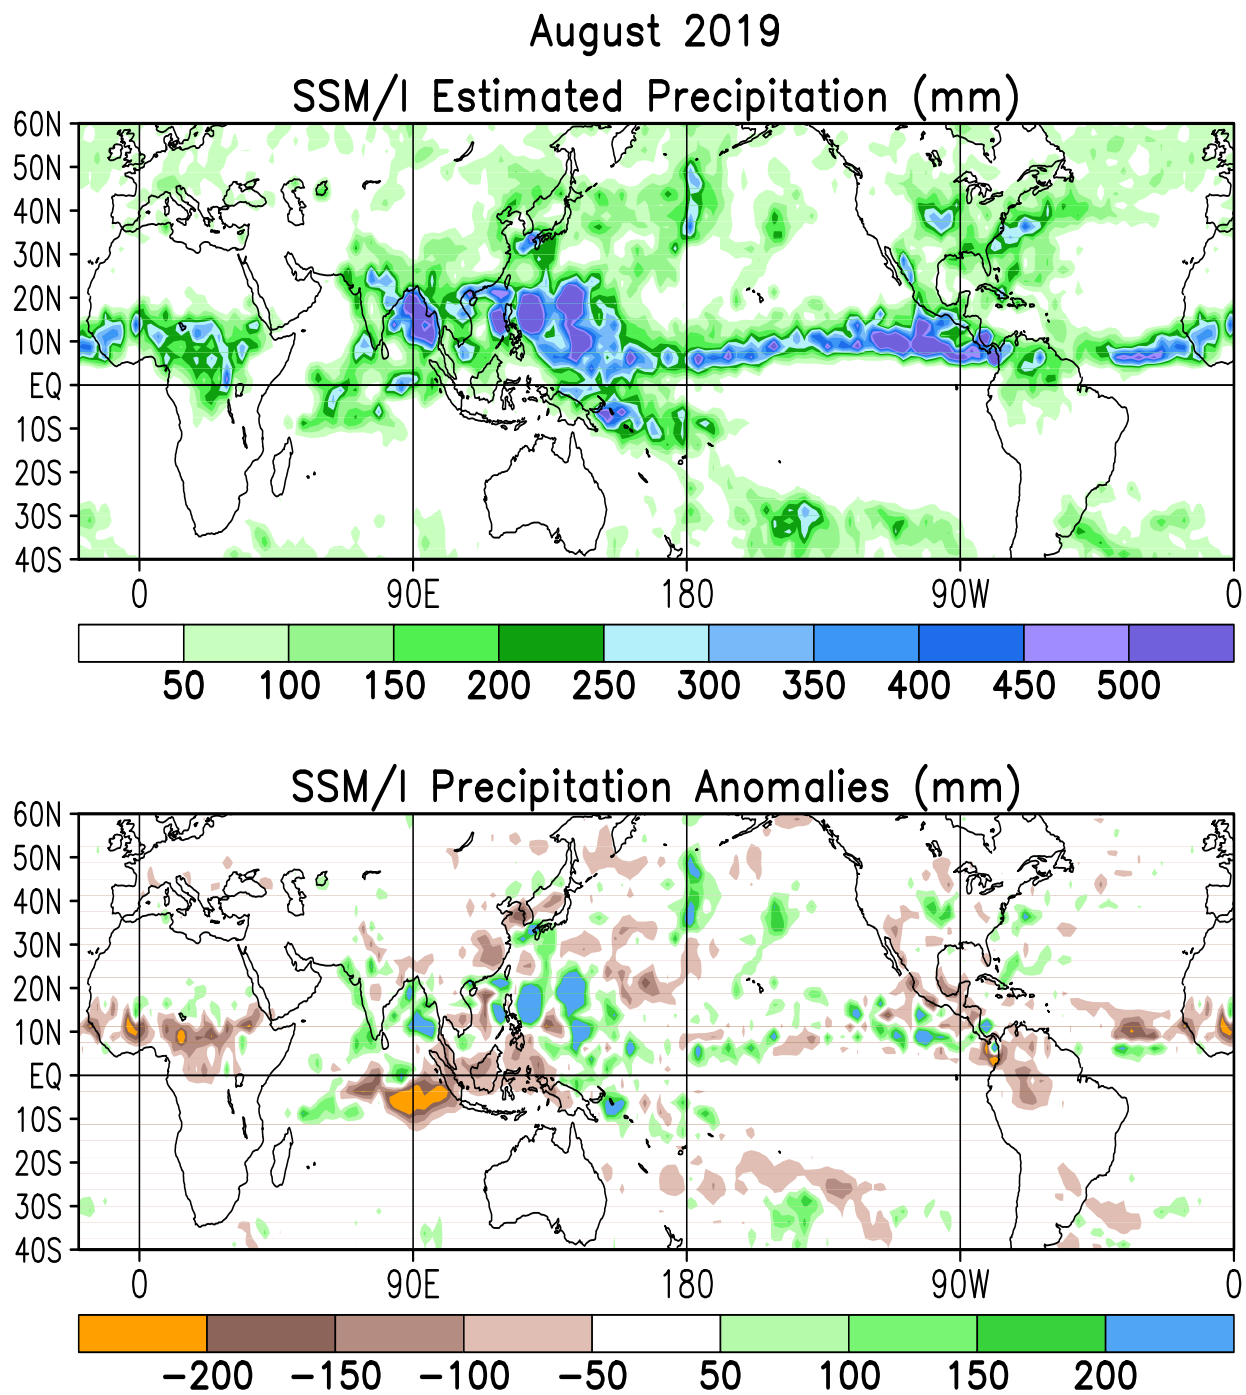 August 2019
SSM/I Estimated Precipitation (mm)
60N
50N
40N
30N
20N
10N
EQ
10S
20S
30S
40S
0 90E 180 90W 0
50 100 150 200 250 300 350 400 450 500
SSM/I Precipitation Anomalies (mm)
60N
50N
40N
30N
20N
10N
EQ
10S
20S
30S
40S
0 90E 180 90W 0
−200 −150 −100 −50 50 100 150 200